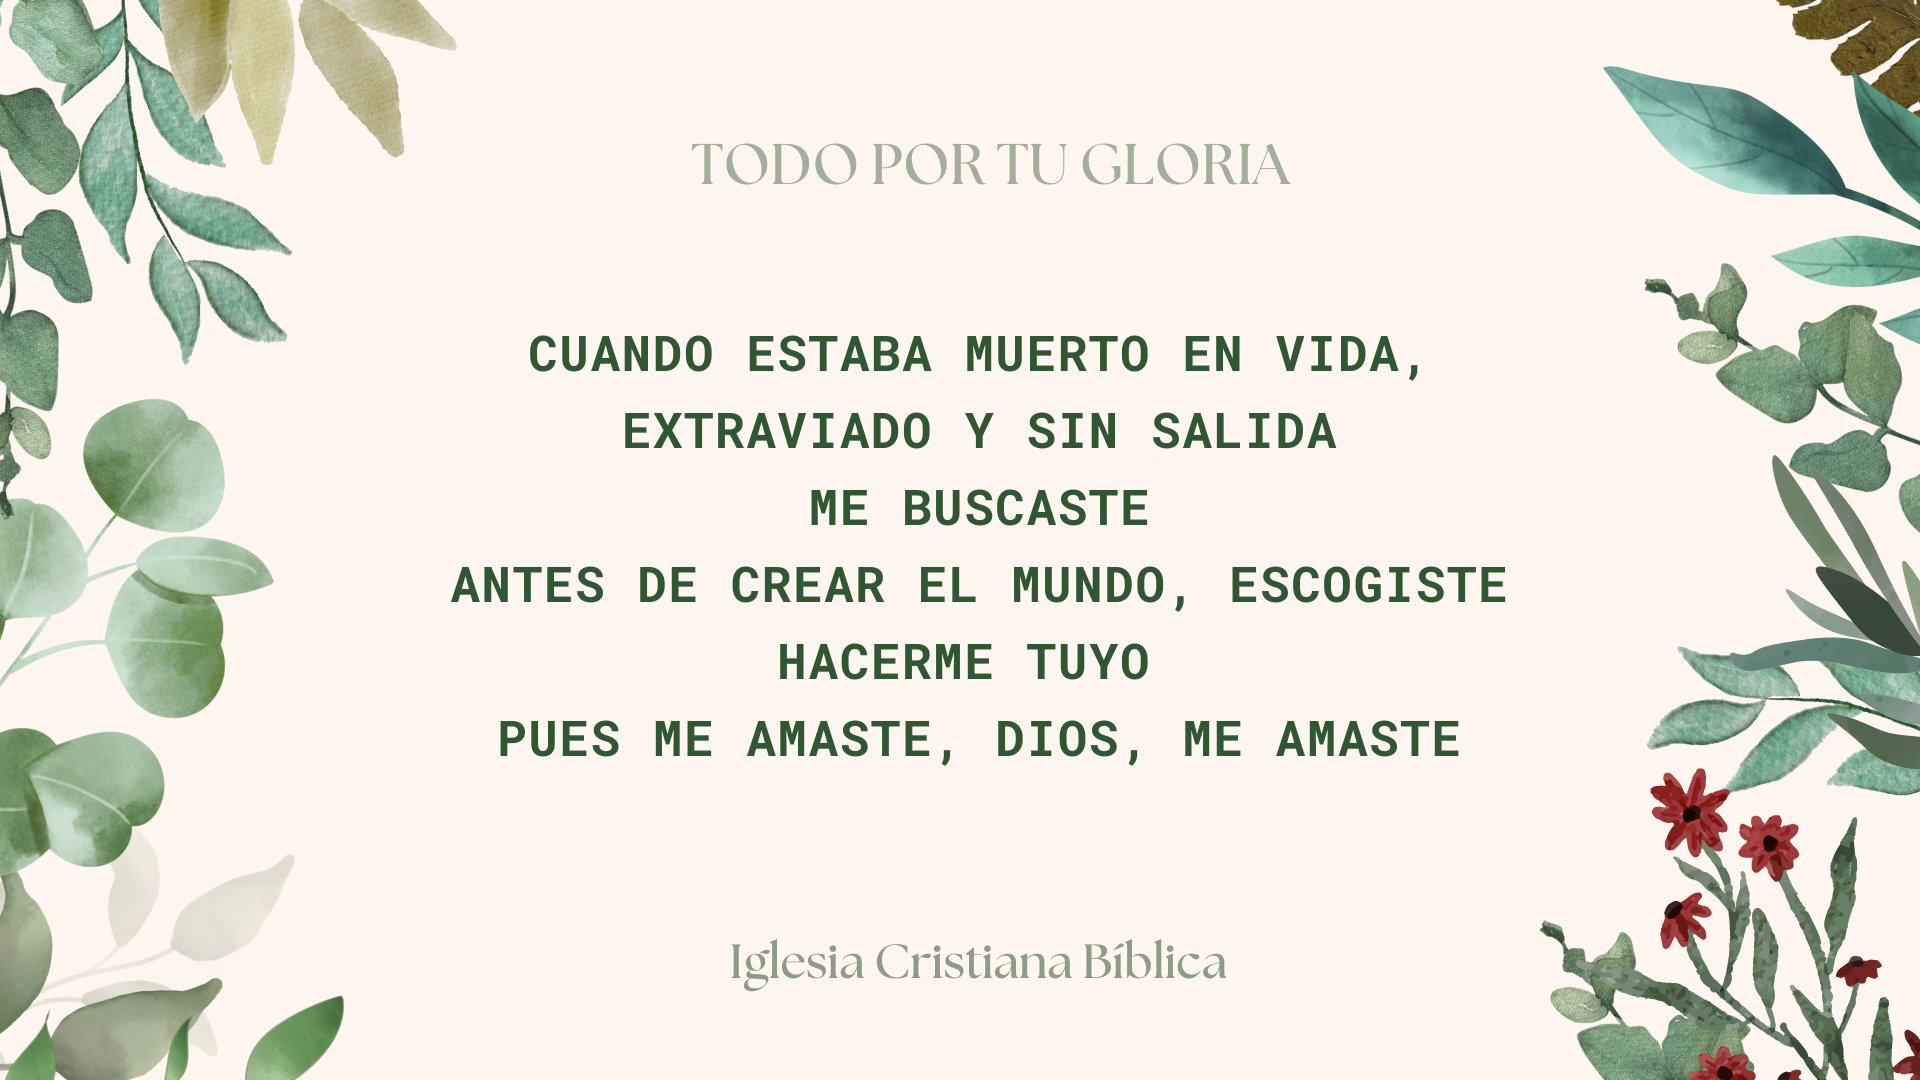 TODO POR TU GLORIA
CUANDO ESTABA MUERTO EN VIDA,
EXTRAVIADO Y SIN SALIDA
ME BUSCASTE
ANTES DE CREAR EL MUNDO, ESCOGISTE
HACERME TUYO
PUES ME AMASTE, DIOS, ME AMASTE
Iglesia Cristiana Bíblica